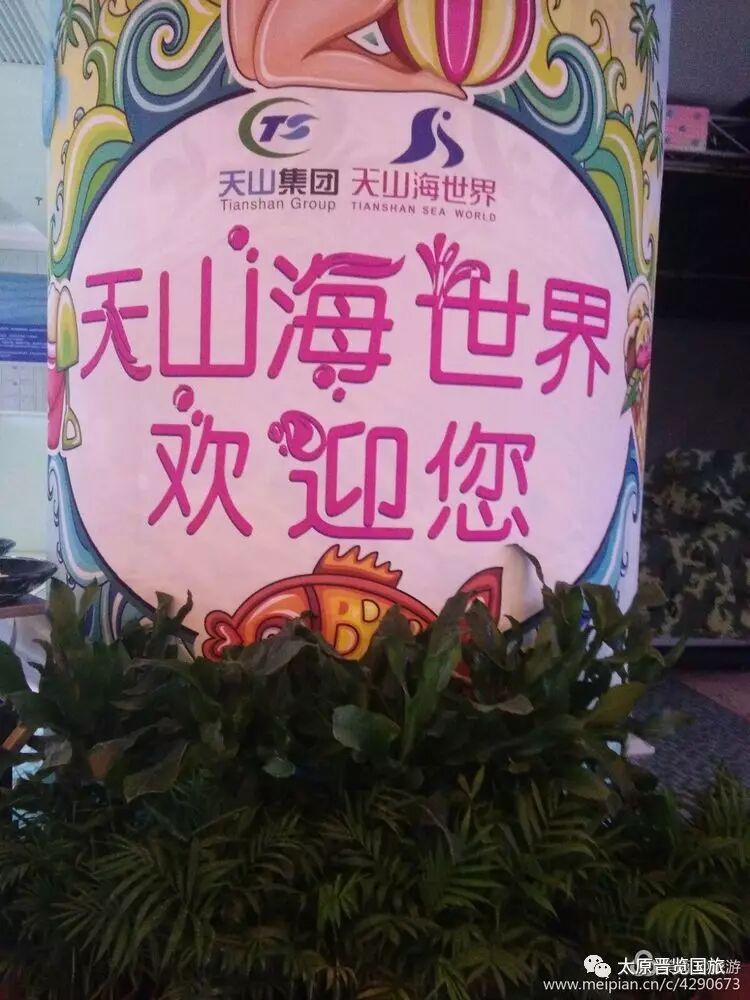 TS
天山集团 天山海世界
Tianshan Group TIANSHAN SEA WORLD
天山海世界
欢迎您
太原晋览国旅游
www.meipian.cn/c/4290673